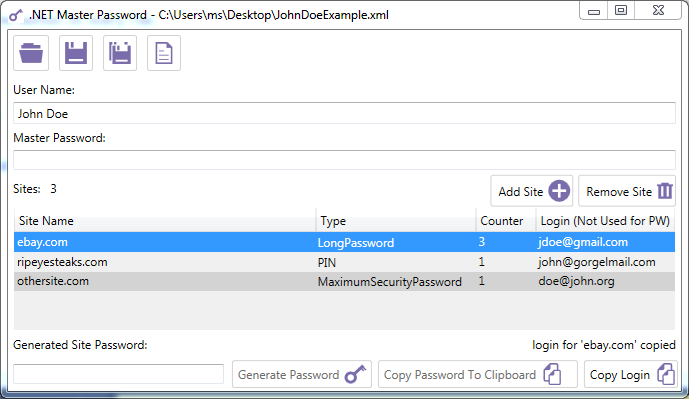 .NET Master Password - C:\Users\ms\Desktop\JohnDoeExample.xml
User Name:
John Doe
Master Password:
Sites: 3
Add Site
Remove Site
Site Name Type Counter Login (Not Used for PW)
ebay.com LongPassword 3 jdoe@gmail.com
ripeyesteaks.com PIN 1 john@gorgelmail.com
othersite.com MaximumSecurityPassword 1 doe@john.org
Generated Site Password: login for 'ebay.com' copied
Generate Password Copy Password To Clipboard Copy Login